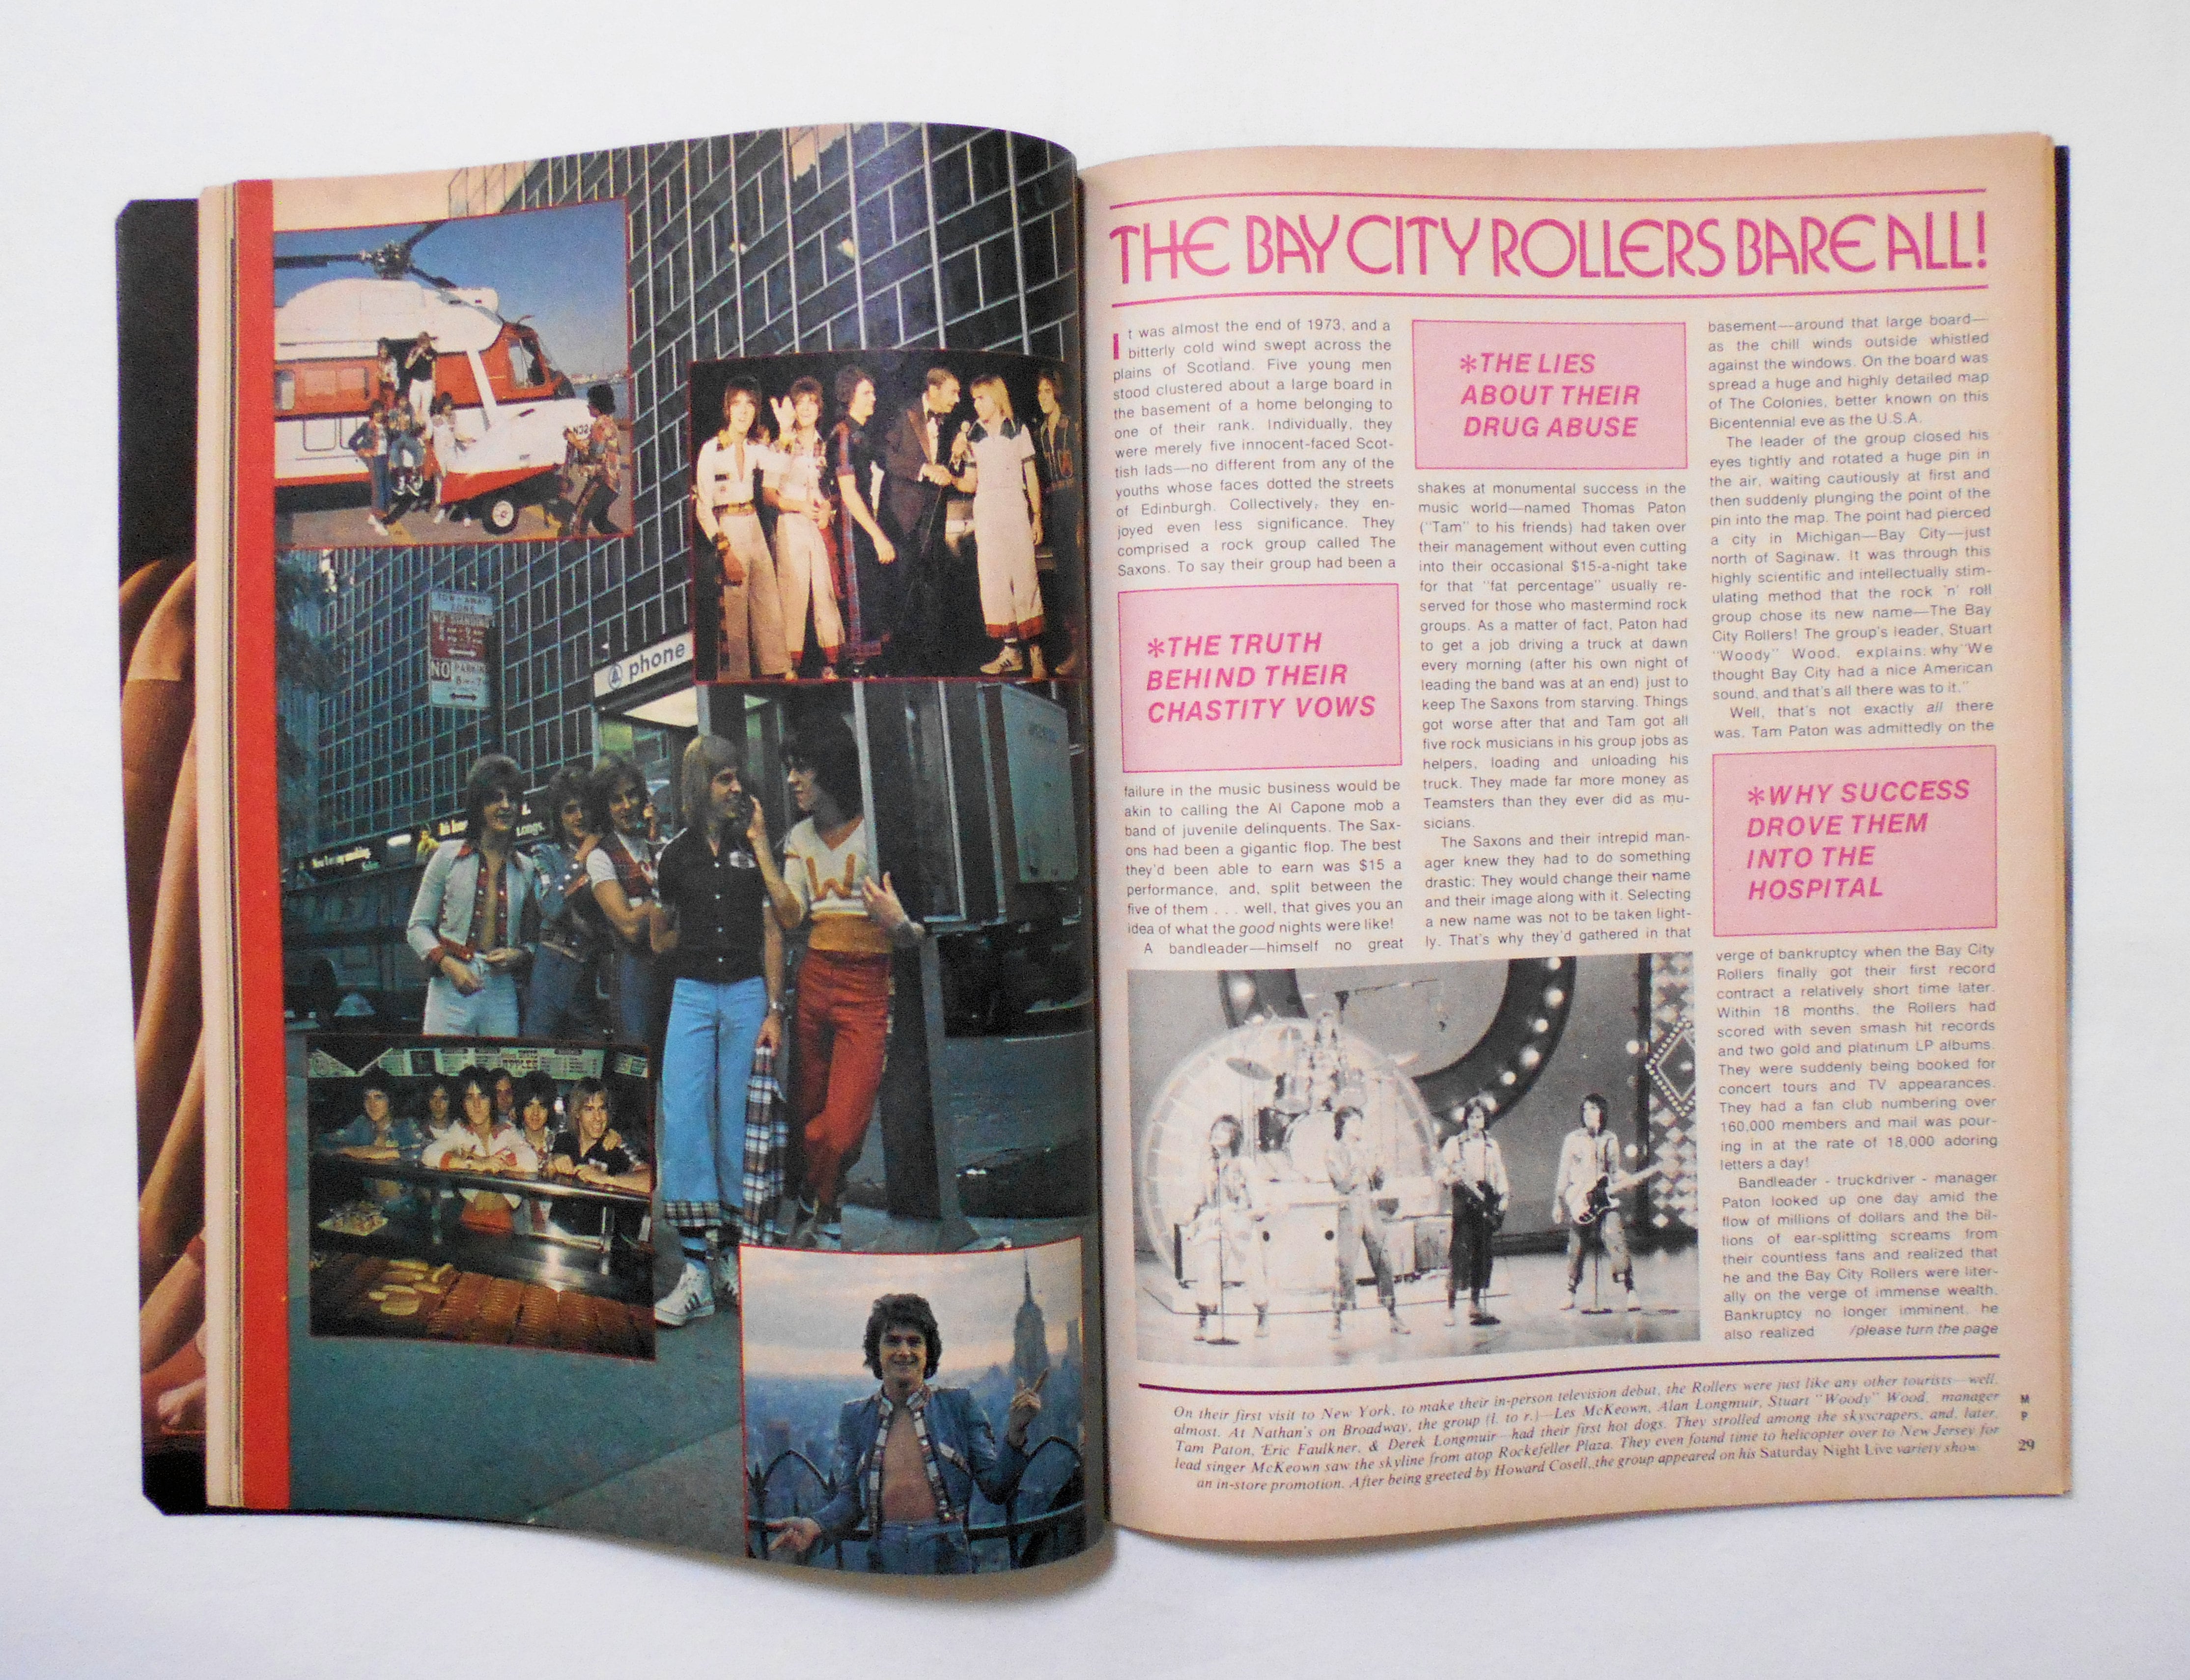 N32
TOW-AWAY
ZONE
NO STANDING
NO PARKING
phone
W
THE BAY CITY ROLLERS BARE ALL!
It was almost the end of 1973, and a
bitterly cold wind swept across the
plains of Scotland. Five young men
stood clustered about a large board in
the basement of a home belonging to
one of their rank. Individually, they
were merely five innocent-faced Scot-
tish lads—no different from any of the
youths whose faces dotted the streets
of Edinburgh. Collectively, they en-
joyed even less significance. They
comprised a rock group called The
Saxons. To say their group had been a
*THE TRUTH
BEHIND THEIR
CHASTITY VOWS
failure in the music business would be
akin to calling the Al Capone mob a
band of juvenile delinquents. The Sax-
ons had been a gigantic flop. The best
they'd been able to earn was $15 a
performance, and, split between the
five of them . . . well, that gives you an
idea of what the good nights were like!
A bandleader—himself no great
*THE LIES
ABOUT THEIR
DRUG ABUSE
shakes at monumental success in the
music world—named Thomas Paton
("Tam" to his friends) had taken over
their management without even cutting
into their occasional $15-a-night take
for that "fat percentage" usually re-
served for those who mastermind rock
groups. As a matter of fact, Paton had
to get a job driving a truck at dawn
every morning (after his own night of
leading the band was at an end) just to
keep The Saxons from starving. Things
got worse after that and Tam got all
five rock musicians in his group jobs as
helpers, loading and unloading his
truck. They made far more money as
Teamsters than they ever did as mu-
sicians.
The Saxons and their intrepid man-
ager knew they had to do something
drastic: They would change their name
and their image along with it. Selecting
a new name was not to be taken light-
ly. That's why they'd gathered in that
basement—around that large board—
as the chill winds outside whistled
against the windows. On the board was
spread a huge and highly detailed map
of The Colonies, better known on this
Bicentennial eve as the U.S.A.
The leader of the group closed his
eyes tightly and rotated a huge pin in
the air, waiting cautiously at first and
then suddenly plunging the point of the
pin into the map. The point had pierced
a city in Michigan—Bay City—just
north of Saginaw. It was through this
highly scientific and intellectually stim-
ulating method that the rock 'n' roll
group chose its new name—The Bay
City Rollers! The group's leader, Stuart
"Woody" Wood, explains why "We
thought Bay City had a nice American
sound, and that's all there was to it."
Well, that's not exactly all there
was. Tam Paton was admittedly on the
*WHY SUCCESS
DROVE THEM
INTO THE
HOSPITAL
verge of bankruptcy when the Bay City
Rollers finally got their first record
contract a relatively short time later.
Within 18 months, the Rollers had
scored with seven smash hit records
and two gold and platinum LP albums.
They were suddenly being booked for
concert tours and TV appearances.
They had a fan club numbering over
160,000 members and mail was pour-
ing in at the rate of 18,000 adoring
letters a day!
Bandleader - truckdriver - manager
Paton looked up one day amid the
flow of millions of dollars and the bil-
lions of ear-splitting screams from
their countless fans and realized that
he and the Bay City Rollers were liter-
ally on the verge of immense wealth.
Bankruptcy no longer imminent, he
also realized /please turn the page
On their first visit to New York, to make their in-person television debut, the Rollers were just like any other tourists—well,
almost. At Nathan's on Broadway, the group (l. to r.)—Les McKeown, Alan Longmuir, Stuart "Woody" Wood, manager
Tam Paton, Eric Faulkner, & Derek Longmuir—had their first hot dogs. They strolled among the skyscrapers, and, later,
lead singer McKeown saw the skyline from atop Rockefeller Plaza. They even found time to helicopter over to New Jersey for
an in-store promotion. After being greeted by Howard Cosell, the group appeared on his Saturday Night Live variety show.
M
P
29